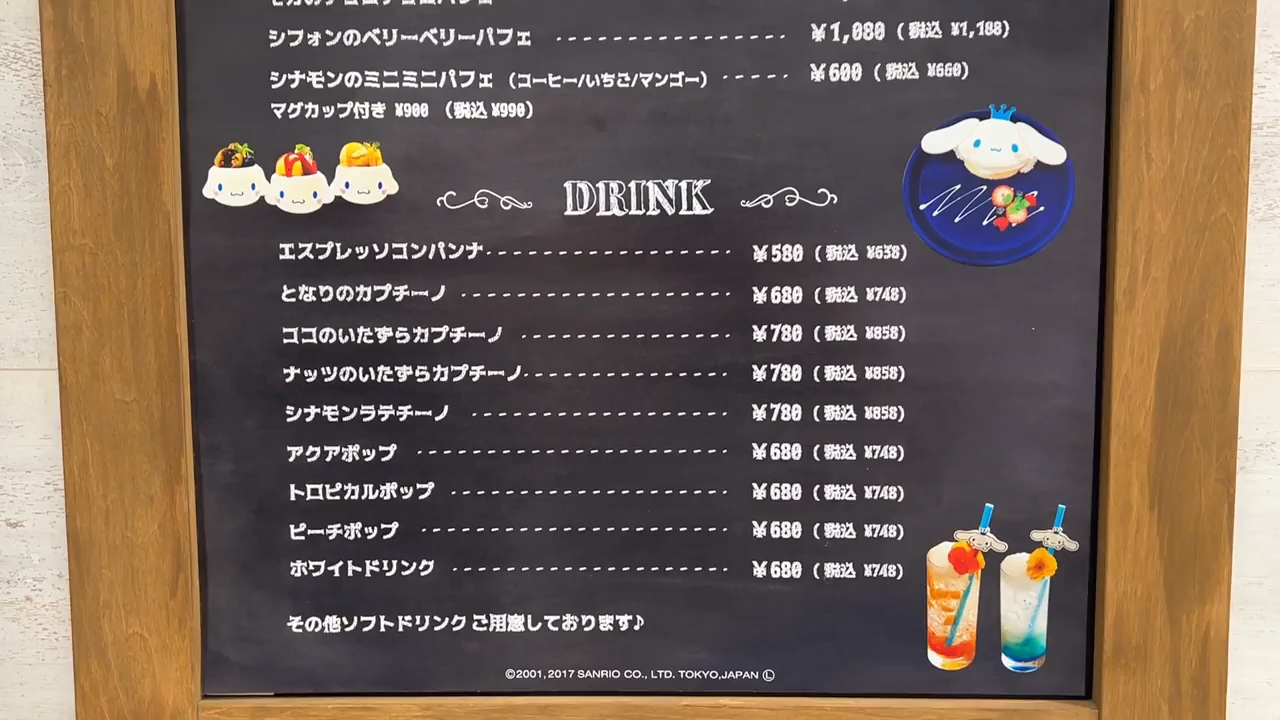 シフォンのベリーベリーパフェ ¥1,080 (税込 ¥1,188)
シナモンのミニミニパフェ (コーヒー/いちご/マンゴー) ¥600 (税込 ¥660)
マグカップ付き ¥900 (税込 ¥990)
DRINK
エスプレッソコンパンナ ¥580 (税込 ¥638)
となりのカプチーノ ¥680 (税込 ¥748)
ココのいたずらカプチーノ ¥780 (税込 ¥858)
ナッツのいたずらカプチーノ ¥780 (税込 ¥858)
シナモンラテチーノ ¥780 (税込 ¥858)
アクアポップ ¥680 (税込 ¥748)
トロピカルポップ ¥680 (税込 ¥748)
ピーチポップ ¥680 (税込 ¥748)
ホワイトドリンク ¥680 (税込 ¥748)
その他ソフトドリンクご用意しております♪
©2001, 2017 SANRIO CO., LTD. TOKYO,JAPAN Ⓛ